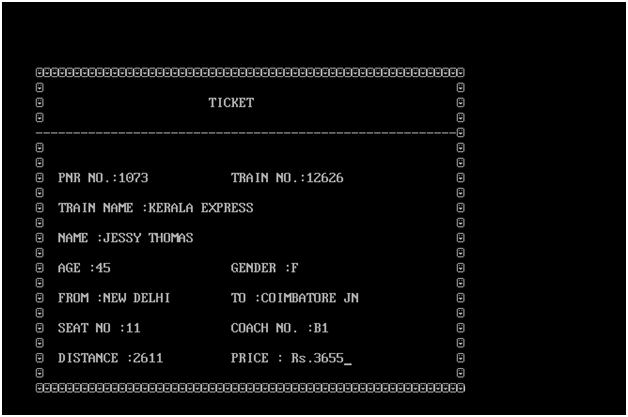 TICKET
PNR NO.:1073 TRAIN NO.:12626
TRAIN NAME :KERALA EXPRESS
NAME :JESSY THOMAS
AGE :45 GENDER :F
FROM :NEW DELHI TO :COIMBATORE JN
SEAT NO :11 COACH NO. :B1
DISTANCE :2611 PRICE : Rs.3655_